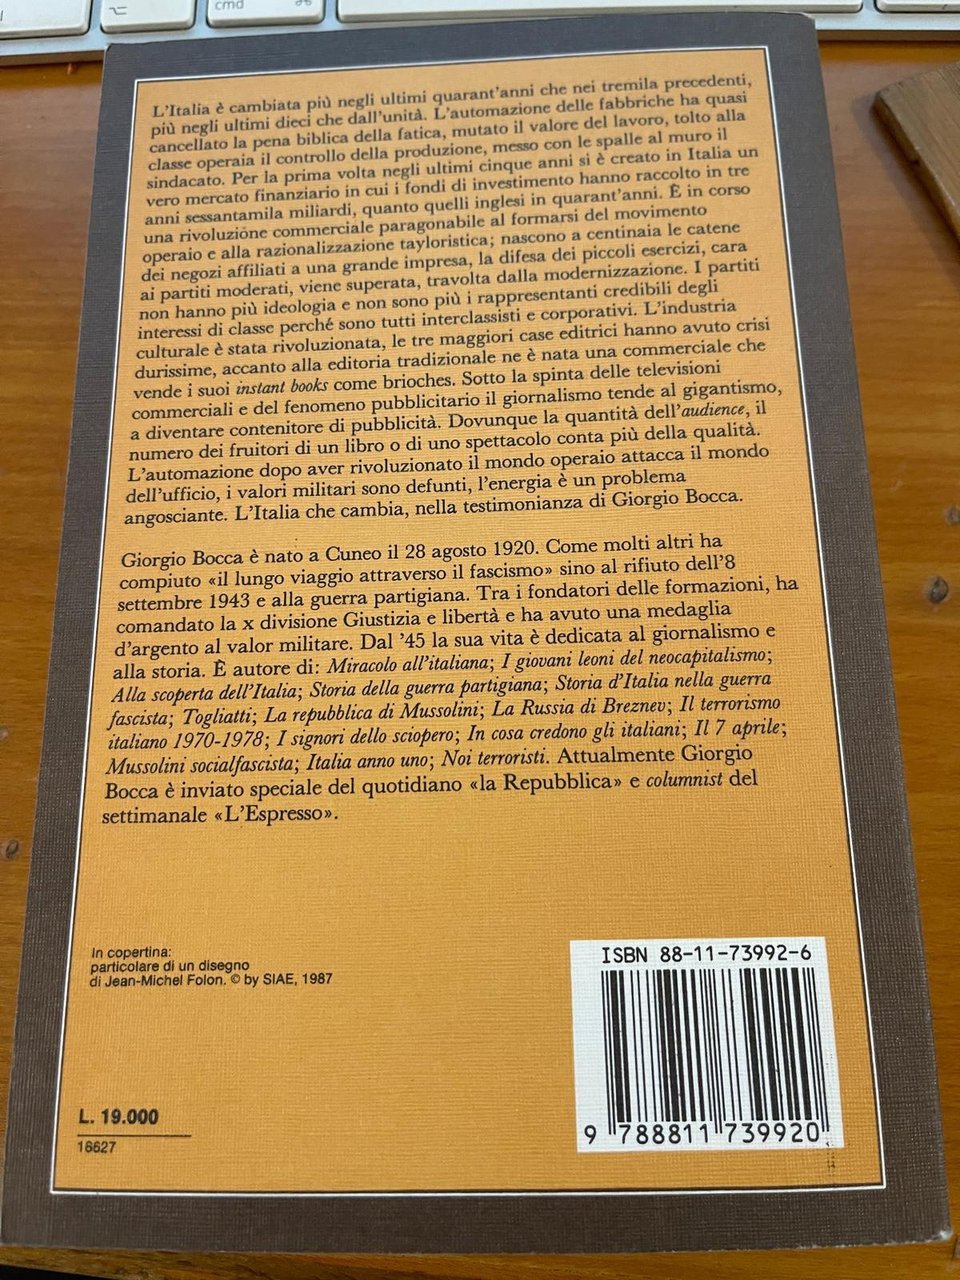 cmd
L'Italia è cambiata più negli ultimi quarant'anni che nei tremila precedenti,
più negli ultimi dieci che dall'unità. L'automazione delle fabbriche ha quasi
cancellato la pena biblica della fatica, mutato il valore del lavoro, tolto alla
classe operaia il controllo della produzione, messo con le spalle al muro il
sindacato. Per la prima volta negli ultimi cinque anni si è creato in Italia un
vero mercato finanziario in cui i fondi di investimento hanno raccolto in tre
anni sessantamila miliardi, quanto quelli inglesi in quarant'anni. È in corso
una rivoluzione commerciale paragonabile al formarsi del movimento
operaio e alla razionalizzazione tayloristica; nascono a centinaia le catene
dei negozi affiliati a una grande impresa, la difesa dei piccoli esercizi, cara
ai partiti moderati, viene superata, travolta dalla modernizzazione. I partiti
non hanno più ideologia e non sono più i rappresentanti credibili degli
interessi di classe perché sono tutti interclassisti e corporativi. L'industria
culturale è stata rivoluzionata, le tre maggiori case editrici hanno avuto crisi
durissime, accanto alla editoria tradizionale ne è nata una commerciale che
vende i suoi instant books come brioches. Sotto la spinta delle televisioni
commerciali e del fenomeno pubblicitario il giornalismo tende al gigantismo,
a diventare contenitore di pubblicità. Dovunque la quantità dell'audience, il
numero dei fruitori di un libro o di uno spettacolo conta più della qualità.
L'automazione dopo aver rivoluzionato il mondo operaio attacca il mondo
dell'ufficio, i valori militari sono defunti, l'energia è un problema
angosciante. L'Italia che cambia, nella testimonianza di Giorgio Bocca.
Giorgio Bocca è nato a Cuneo il 28 agosto 1920. Come molti altri ha
compiuto «il lungo viaggio attraverso il fascismo» sino al rifiuto dell'8
settembre 1943 e alla guerra partigiana. Tra i fondatori delle formazioni, ha
comandato la x divisione Giustizia e libertà e ha avuto una medaglia
d'argento al valor militare. Dal '45 la sua vita è dedicata al giornalismo e
alla storia. È autore di: Miracolo all'italiana; I giovani leoni del neocapitalismo;
Alla scoperta dell'Italia; Storia della guerra partigiana; Storia d'Italia nella guerra
fascista; Togliatti; La repubblica di Mussolini; La Russia di Breznev; Il terrorismo
italiano 1970-1978; I signori dello sciopero; In cosa credono gli italiani; Il 7 aprile;
Mussolini socialfascista; Italia anno uno; Noi terroristi. Attualmente Giorgio
Bocca è inviato speciale del quotidiano «la Repubblica» e columnist del
settimanale «L'Espresso».
In copertina:
particolare di un disegno
di Jean-Michel Folon. © by SIAE, 1987
ISBN 88-11-73992-6
9 788811 739920
L. 19.000
16627